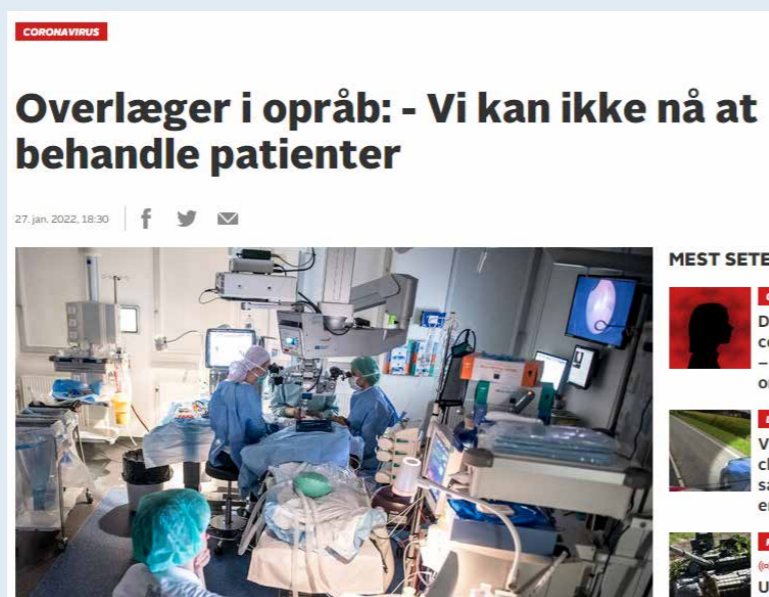 CORONAVIRUS
Overlæger i opråb: - Vi kan ikke nå at
behandle patienter
27. jan. 2022, 18:30
MEST SETE